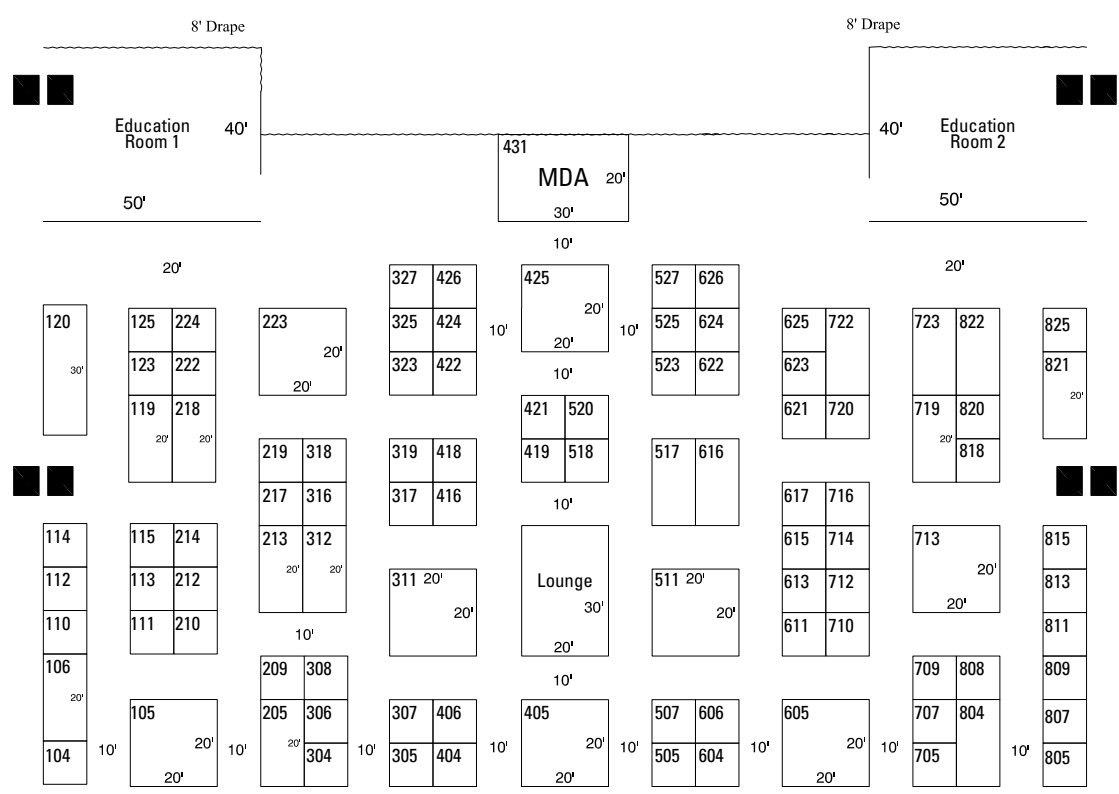 8' Drape 8' Drape
Education
Room 1
40'
50'
40'
Education
Room 2
50'
431
MDA 20'
30'
10'
20' 20'
327 426 425 527 626
120 125 224 223 20' 625 722 723 822 825
325 424 10' 10' 525 624
20'
123 222 20' 323 422 10' 523 622 623 821
30' 20' 20'
119 218 421 520 621 720 719 820
20' 20' 20'
219 318 319 418 419 518 517 616 818
217 316 317 416 10' 617 716
114 115 214 213 312 615 714 713 815
20' 20' 20'
112 113 212 311 20' Lounge 511 20' 613 712 813
20' 30' 20' 20'
110 111 210 10' 20' 611 710 811
106 209 308 10' 709 808 809
20'
105 205 306 307 406 405 507 606 605 707 804 807
104 10' 20' 10' 20' 304 10' 305 404 10' 20' 10' 505 604 10' 20' 10' 705 10' 805
20' 20' 20'